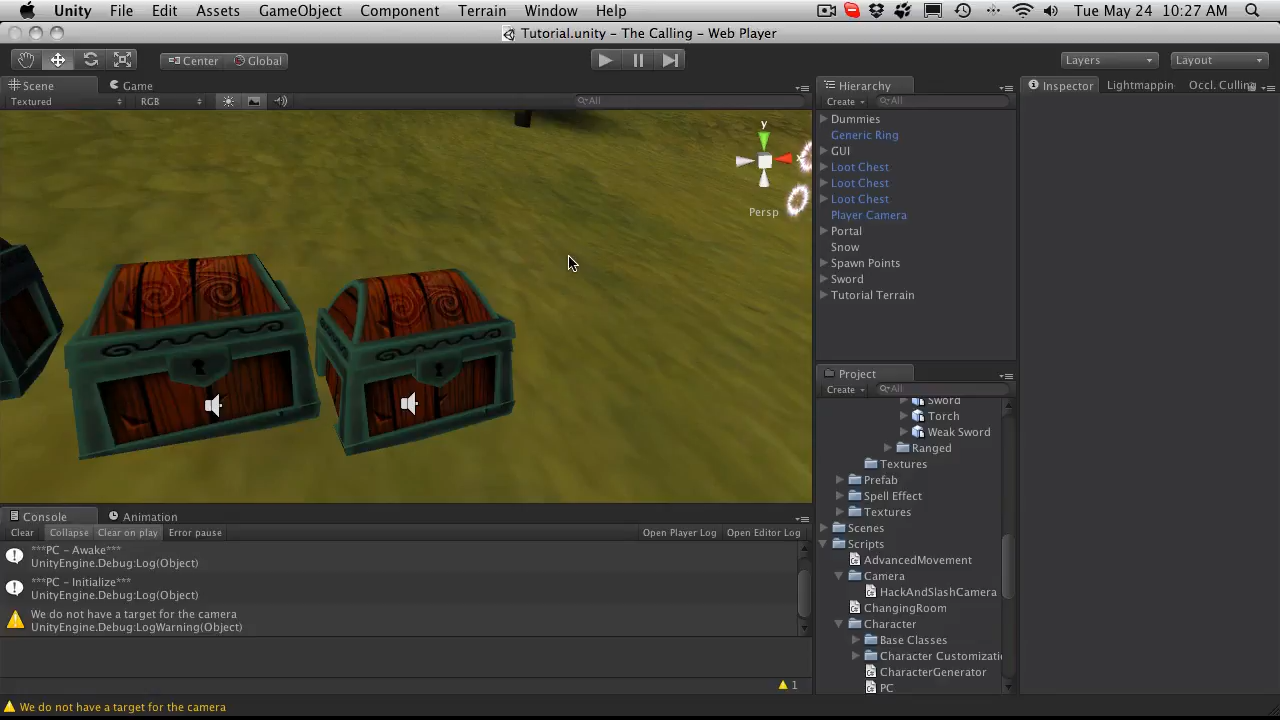 Unity File Edit Assets GameObject Component Terrain Window Help Tue May 24 10:27 AM
Tutorial.unity – The Calling – Web Player
Center Global Layers Layout
Scene Game Hierarchy Inspector Lightmappin Occl. Culling
Textured RGB All Create All
Dummies
Generic Ring
GUI
Loot Chest
Loot Chest
Loot Chest
Player Camera
Portal
Snow
Spawn Points
Sword
Tutorial Terrain
y
x
Persp
Project
Create All
Sword
Torch
Weak Sword
Ranged
Textures
Prefab
Spell Effect
Textures
Scenes
Scripts
AdvancedMovement
Camera
HackAndSlashCamera
ChangingRoom
Character
Base Classes
Character Customizati
CharacterGenerator
PC
Console Animation
Clear Collapse Clear on play Error pause Open Player Log Open Editor Log
***PC – Awake***
UnityEngine.Debug:Log(Object)
***PC – Initialize***
UnityEngine.Debug:Log(Object)
We do not have a target for the camera
UnityEngine.Debug:LogWarning(Object)
1
We do not have a target for the camera